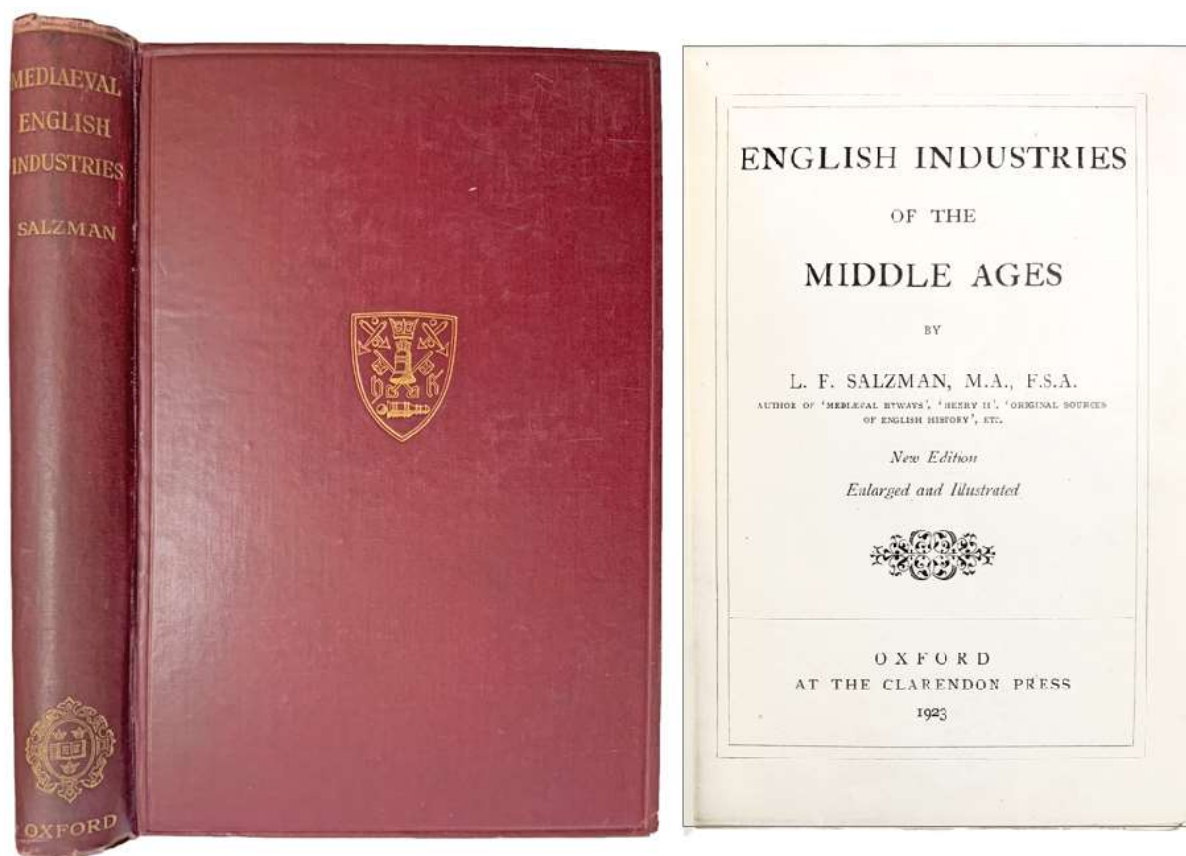 MEDIAEVAL
ENGLISH
INDUSTRIES
SALZMAN
OXFORD
ENGLISH INDUSTRIES
OF THE
MIDDLE AGES
BY
L. F. SALZMAN, M.A., F.S.A.
AUTHOR OF 'MEDIÆVAL BYWAYS', 'HENRY II', 'ORIGINAL SOURCES
OF ENGLISH HISTORY', ETC.
New Edition
Enlarged and Illustrated
OXFORD
AT THE CLARENDON PRESS
1923